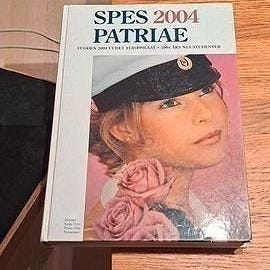 SPES 2004
PATRIAE
VUODEN 2004 UUDET YLIOPPILAAT • 2004 ÅRS NYA STUDENTER